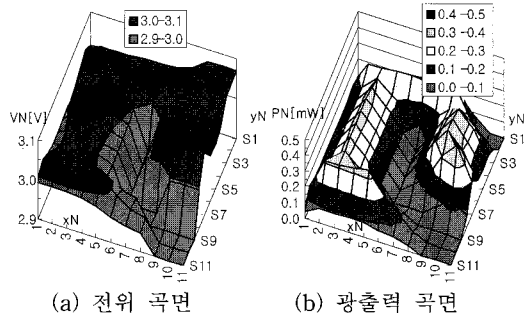 3.0-3.1
2.9-3.0
VN[V]
3.1
3.0
2.9
xN
1 2 3 4 5 6 7 8 9 10 11
yN
S1
S3
S5
S7
S9
S11
(a) 전위 곡면
0.4-0.5
0.3-0.4
0.2-0.3
0.1-0.2
0.0-0.1
PN[mW]
0.5
0.4
0.3
0.2
0.1
0.0
xN
1 2 3 4 5 6 7 8 9 10 11
yN
S1
S3
S5
S7
S9
S11
(b) 광출력 곡면